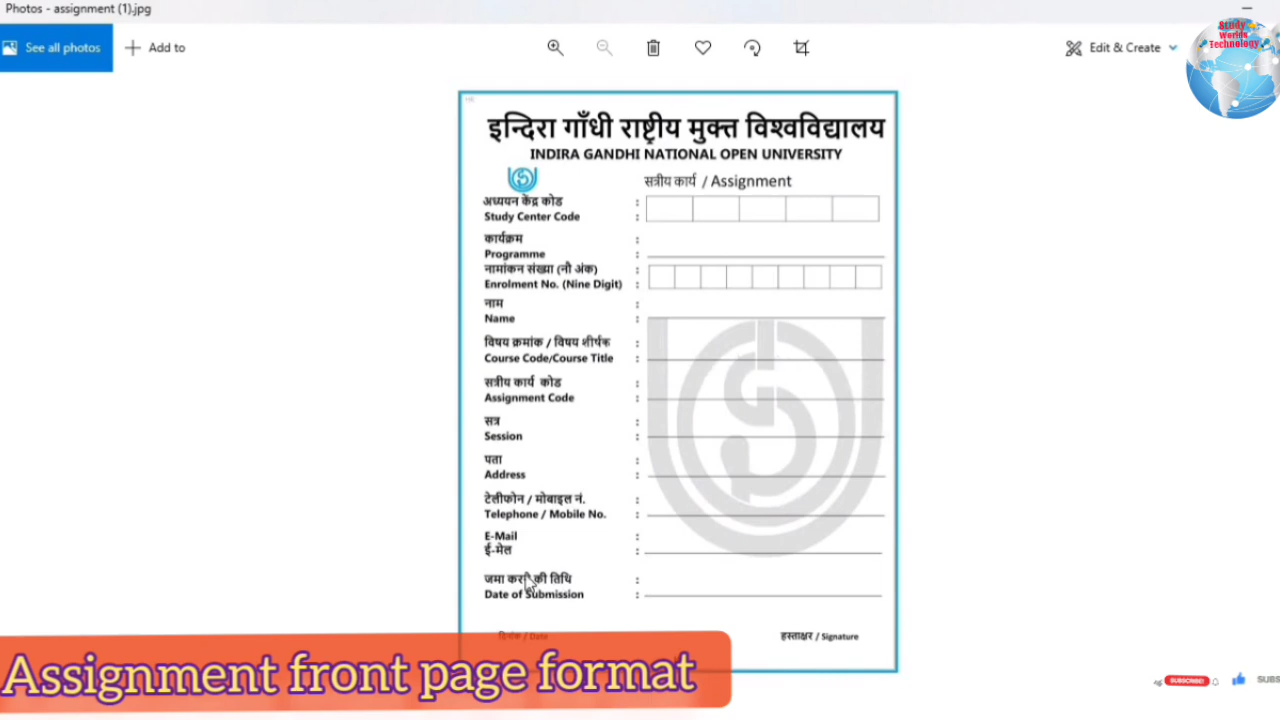 Photos - assignment (1).jpg
See all photos
Add to
Edit & Create
Study
Worlds
Technology
इन्दिरा गाँधी राष्ट्रीय मुक्त विश्वविद्यालय
INDIRA GANDHI NATIONAL OPEN UNIVERSITY
सत्रीय कार्य / Assignment
अध्ययन केंद्र कोड :
Study Center Code :
कार्यक्रम :
Programme :
नामांकन संख्या (नौ अंक) :
Enrolment No. (Nine Digit) :
नाम :
Name :
विषय क्रमांक / विषय शीर्षक :
Course Code/Course Title :
सत्रीय कार्य कोड :
Assignment Code :
सत्र :
Session :
पता :
Address :
टेलीफोन / मोबाइल नं. :
Telephone / Mobile No. :
E-Mail :
ई-मेल :
जमा करने की तिथि :
Date of Submission :
दिनांक / Date
हस्ताक्षर / Signature
Assignment front page format
SUBSCRIBE
SUBS